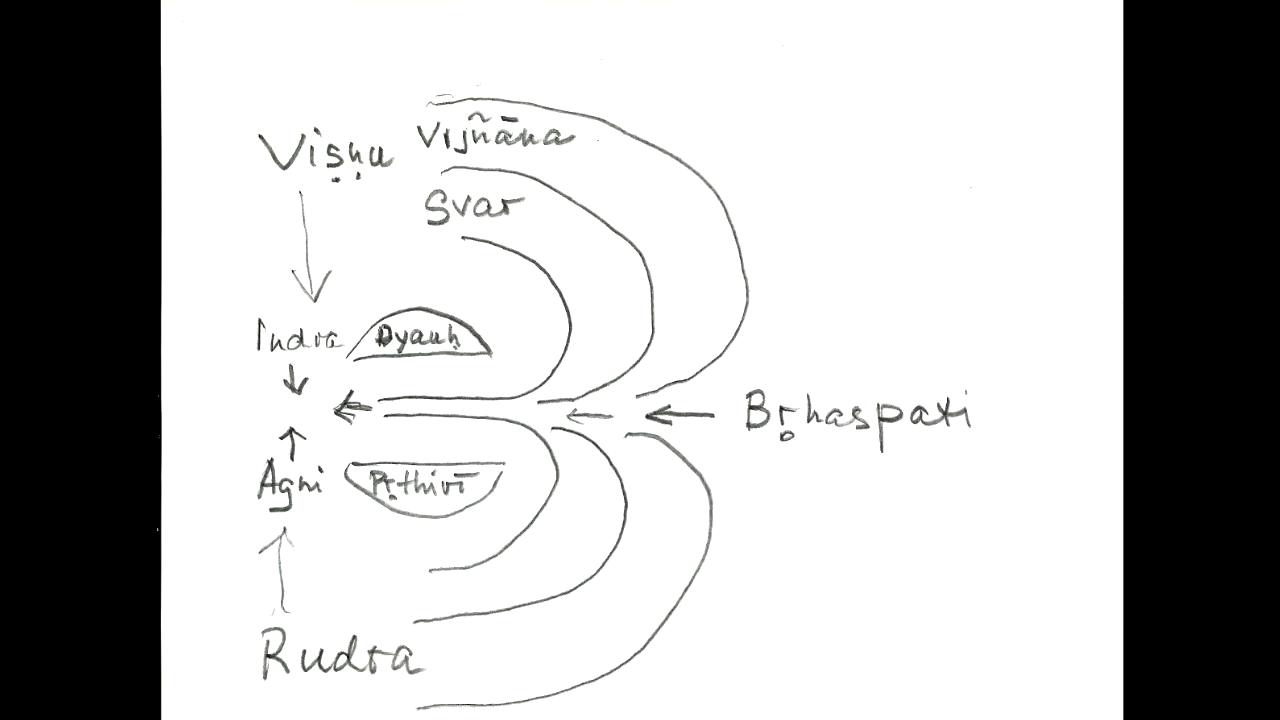 Viṣṇu
Vijñāna
Svar
Indra
Dyauḥ
Bṛhaspati
Agni
Pṛthivī
Rudra